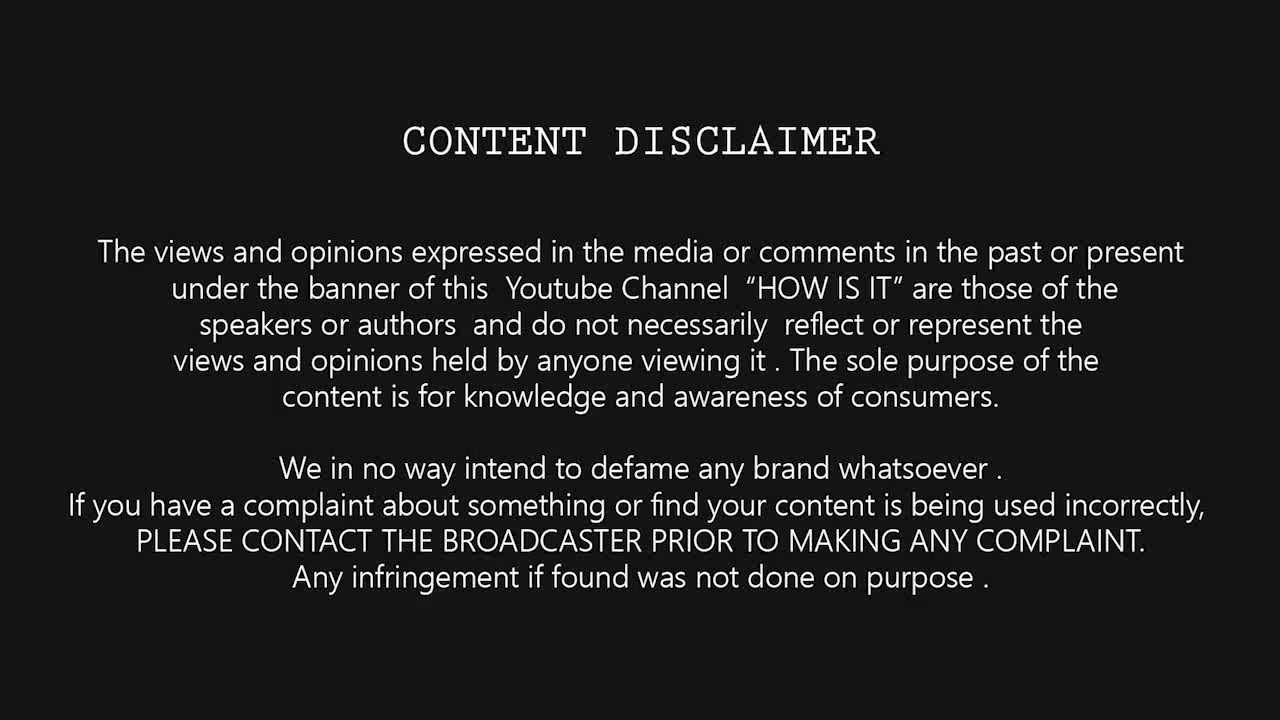 CONTENT DISCLAIMER
The views and opinions expressed in the media or comments in the past or present
under the banner of this  Youtube Channel  “HOW IS IT” are those of the
speakers or authors  and do not necessarily  reflect or represent the
views and opinions held by anyone viewing it . The sole purpose of the
content is for knowledge and awareness of consumers.
We in no way intend to defame any brand whatsoever .
If you have a complaint about something or find your content is being used incorrectly,
PLEASE CONTACT THE BROADCASTER PRIOR TO MAKING ANY COMPLAINT.
Any infringement if found was not done on purpose .